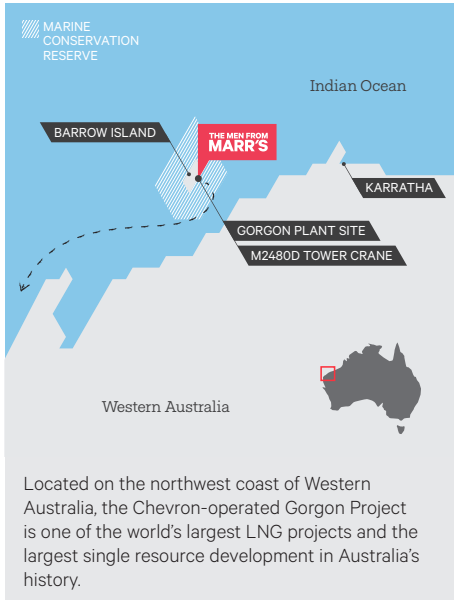 MARINE
CONSERVATION
RESERVE
Indian Ocean
BARROW ISLAND
THE MEN FROM
MARR'S
KARRATHA
GORGON PLANT SITE
M2480D TOWER CRANE
Western Australia
Located on the northwest coast of Western
Australia, the Chevron-operated Gorgon Project
is one of the world's largest LNG projects and the
largest single resource development in Australia's
history.